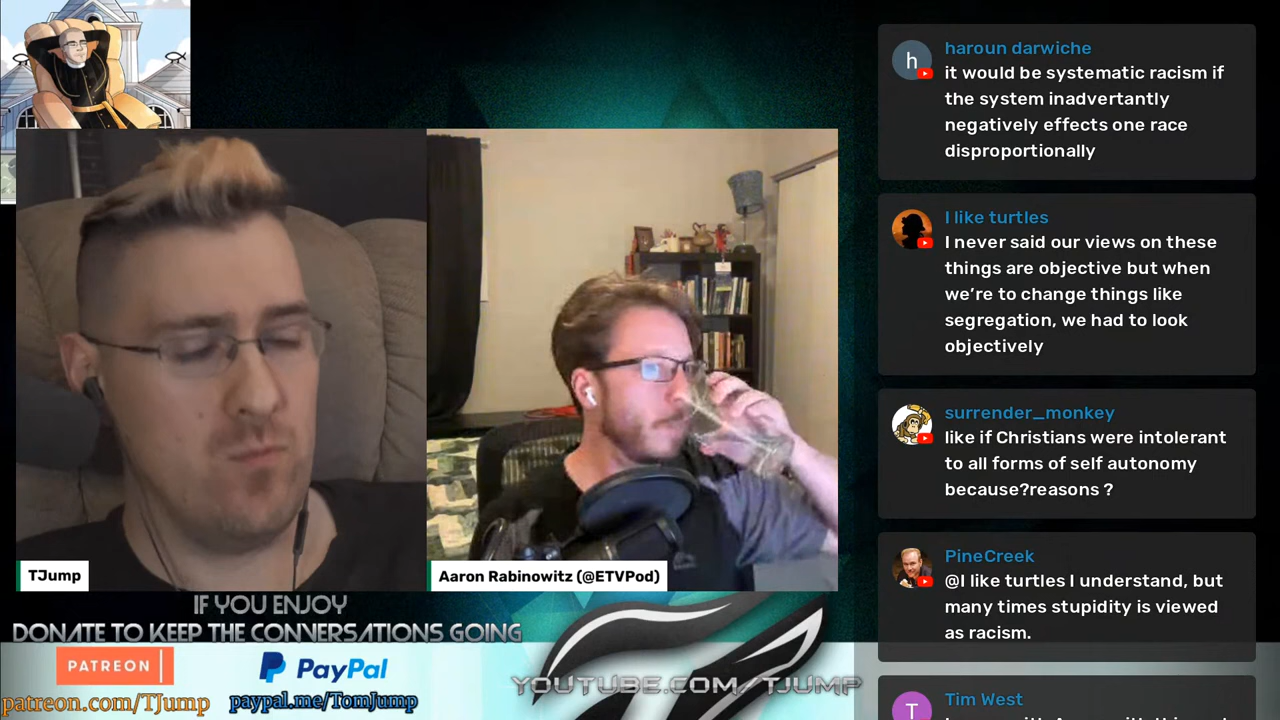 haroun darwiche
it would be systematic racism if
the system inadvertantly
negatively effects one race
disproportionally
I like turtles
I never said our views on these
things are objective but when
we're to change things like
segregation, we had to look
objectively
surrender_monkey
like if Christians were intolerant
to all forms of self autonomy
because?reasons ?
PineCreek
@I like turtles I understand, but
many times stupidity is viewed
as racism.
Tim West
h
T
TJump
Aaron Rabinowitz (@ETVPod)
IF YOU ENJOY
DONATE TO KEEP THE CONVERSATIONS GOING
PATREON
PayPal
patreon.com/TJump
paypal.me/TomJump
YOUTUBE.COM/TJUMP